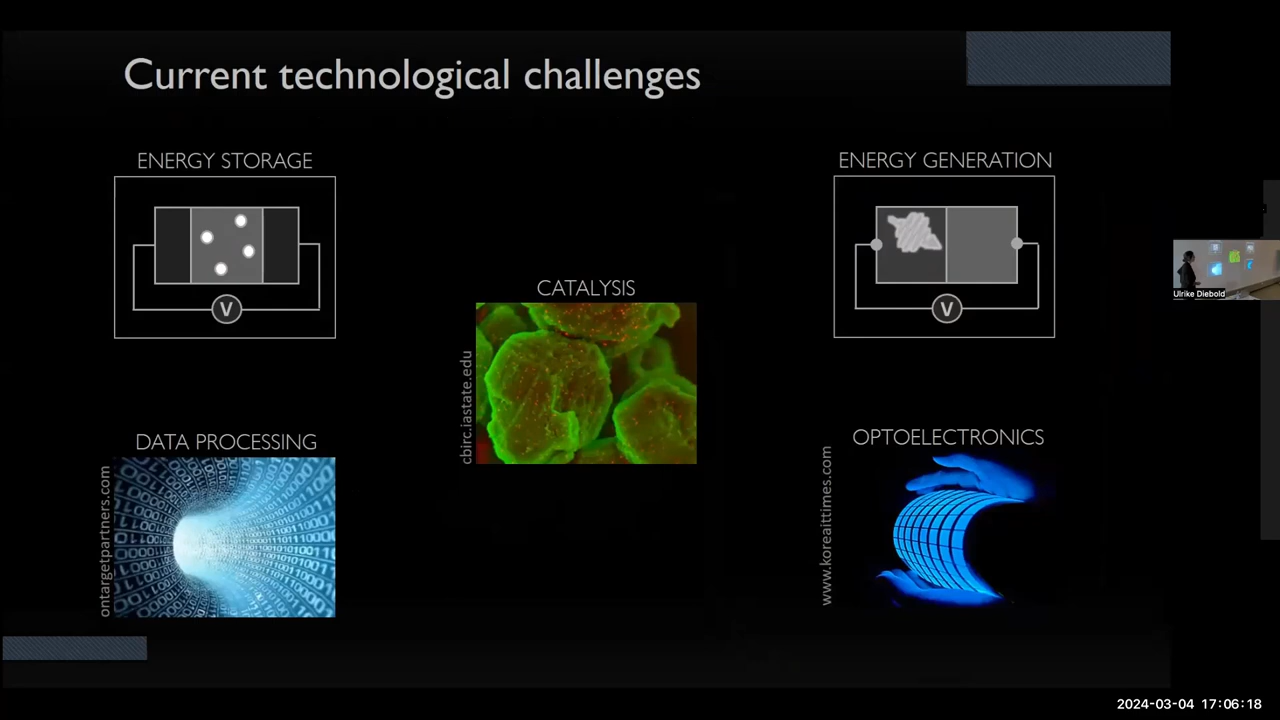 Current technological challenges
ENERGY STORAGE
V
ENERGY GENERATION
V
CATALYSIS
cbirc.iastate.edu
DATA PROCESSING
ontargetpartners.com
OPTOELECTRONICS
www.koreaittimes.com
Ulrike Diebold
2024-03-04 17:06:18